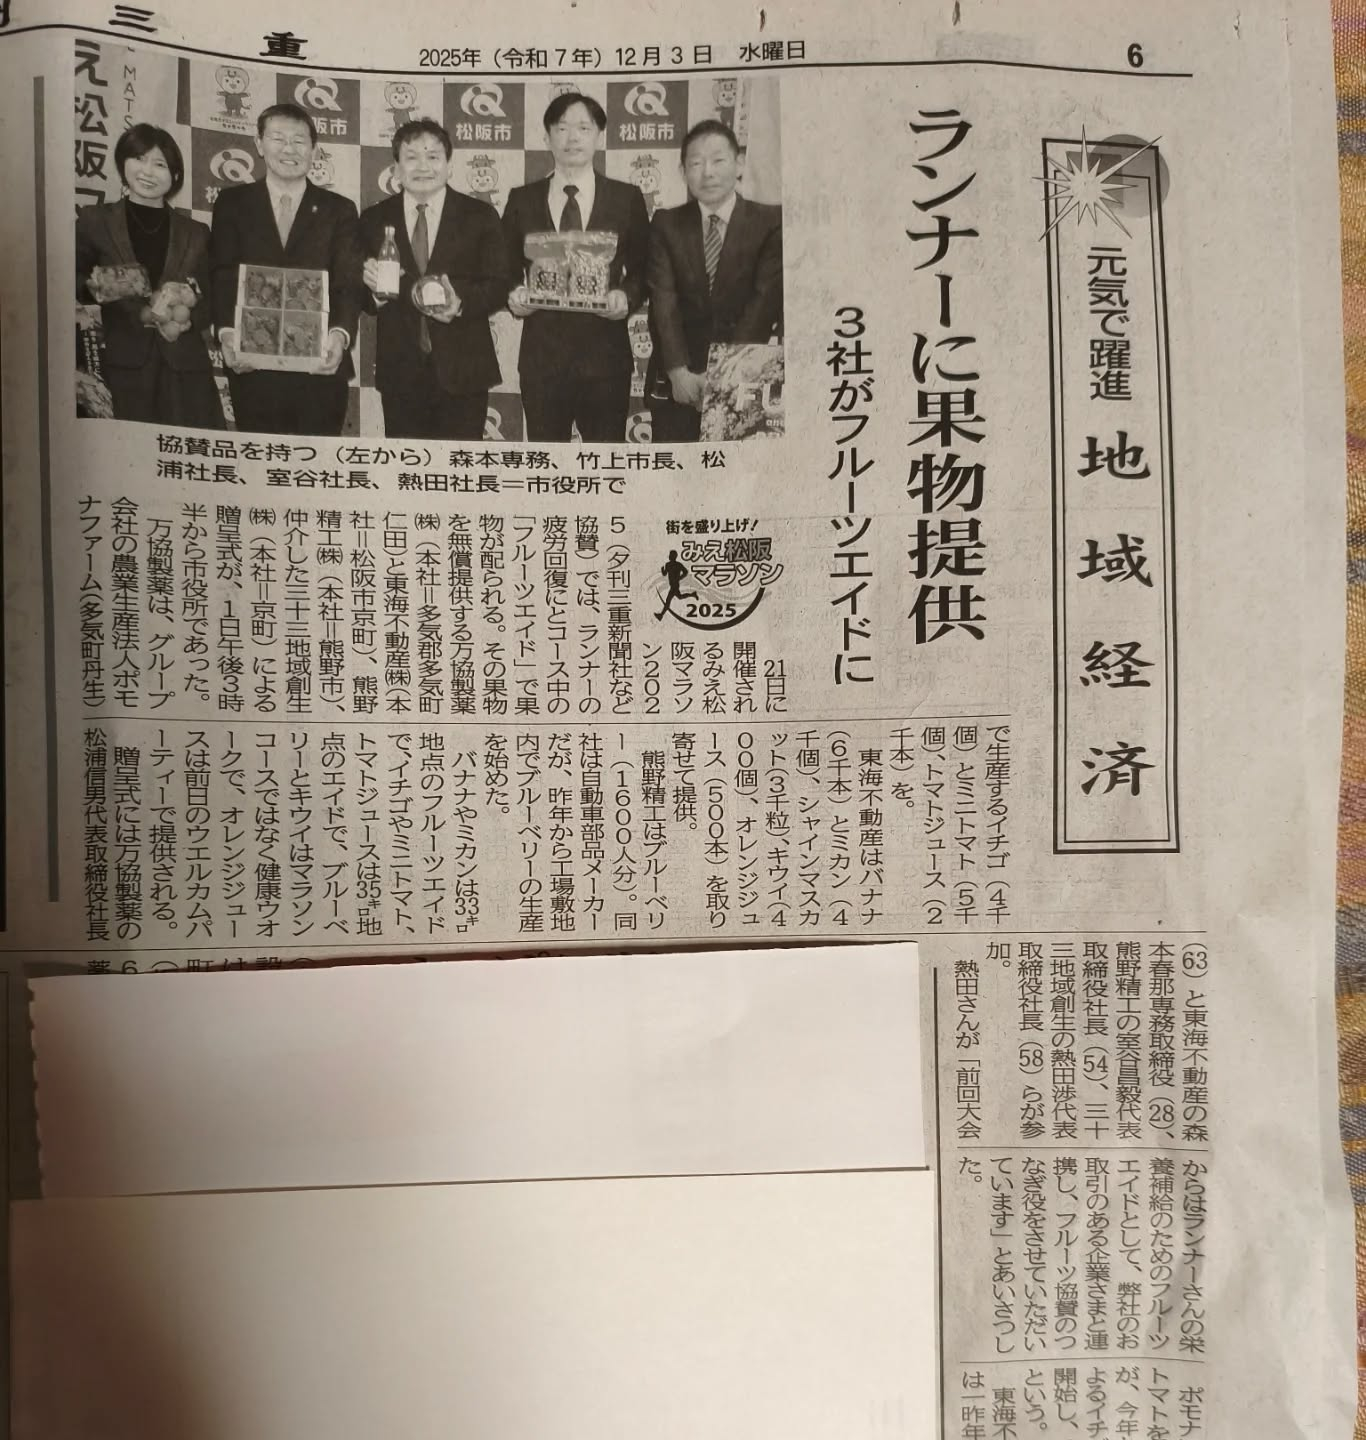 三重
2025年（令和7年）12月3日　水曜日
6
元気で躍進
地域経済
ランナーに果物提供
3社がフルーツエイドに
え松阪マ
MATS
松阪市
松阪市
阪市
FU
協賛品を持つ（左から）森本専務、竹上市長、松
浦社長、室谷社長、熱田社長＝市役所で
街を盛り上げ！
みえ松阪
マラソン
2025
21日に
開催され
るみえ松
阪マラソ
ン202
5（夕刊三重新聞社など
協賛）では、ランナーの
疲労回復にとコース中の
「フルーツエイド」で果
物が配られる。その果物
を無償提供する万協製薬
㈱（本社＝多気郡多気町
仁田）と東海不動産㈱（本
社＝松阪市京町）、熊野
精工㈱（本社＝熊野市）、
仲介した三十三地域創生
㈱（本社＝京町）による
贈呈式が、1日午後3時
半から市役所であった。
万協製薬は、グループ
会社の農業生産法人ポモ
ナファーム（多気町丹生）
で生産するイチゴ（4千
個）とミニトマト（5千
個）、トマトジュース（2
千本）を。
東海不動産はバナナ
（6千本）とミカン（4
千個）、シャインマスカ
ット（3千粒）、キウイ（4
00個）、オレンジジュ
ース（500本）を取り
寄せて提供。
熊野精工はブルーベリ
ー（1600人分）。同
社は自動車部品メーカー
だが、昨年から工場敷地
内でブルーベリーの生産
を始めた。
バナナやミカンは33㌔
地点のフルーツエイド
で、イチゴやミニトマト、
トマトジュースは35㌔地
点のエイドで、ブルーベ
リーとキウイはマラソン
コースではなく健康ウオ
ークで、オレンジジュー
スは前日のウエルカムパ
ーティーで提供される。
贈呈式には万協製薬の
松浦信男代表取締役社長
（63）と東海不動産の森
本春那専務取締役（28）、
熊野精工の室谷昌毅代表
取締役社長（54）、三十
三地域創生の熱田渉代表
取締役社長（58）らが参
加。
熱田さんが「前回大会
からはランナーさんの栄
養補給のためのフルーツ
エイドとして、弊社のお
取引のある企業さまと連
携し、フルーツ協賛のつ
なぎ役をさせていただい
ています」とあいさつし
た。
ポモナ
トマトを
が、今年
よるイチ
開始し、
という。
東海不
は一昨年